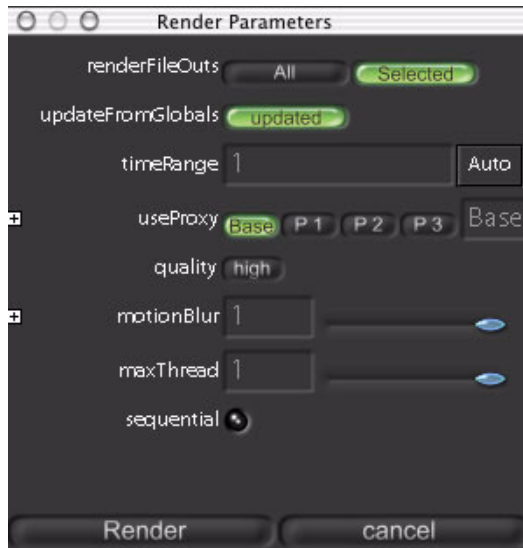 Render Parameters
renderFileOuts All Selected
updateFromGlobals updated
timeRange 1 Auto
useProxy Base P 1 P 2 P 3 Base
quality high
motionBlur 1
maxThread 1
sequential
Render cancel